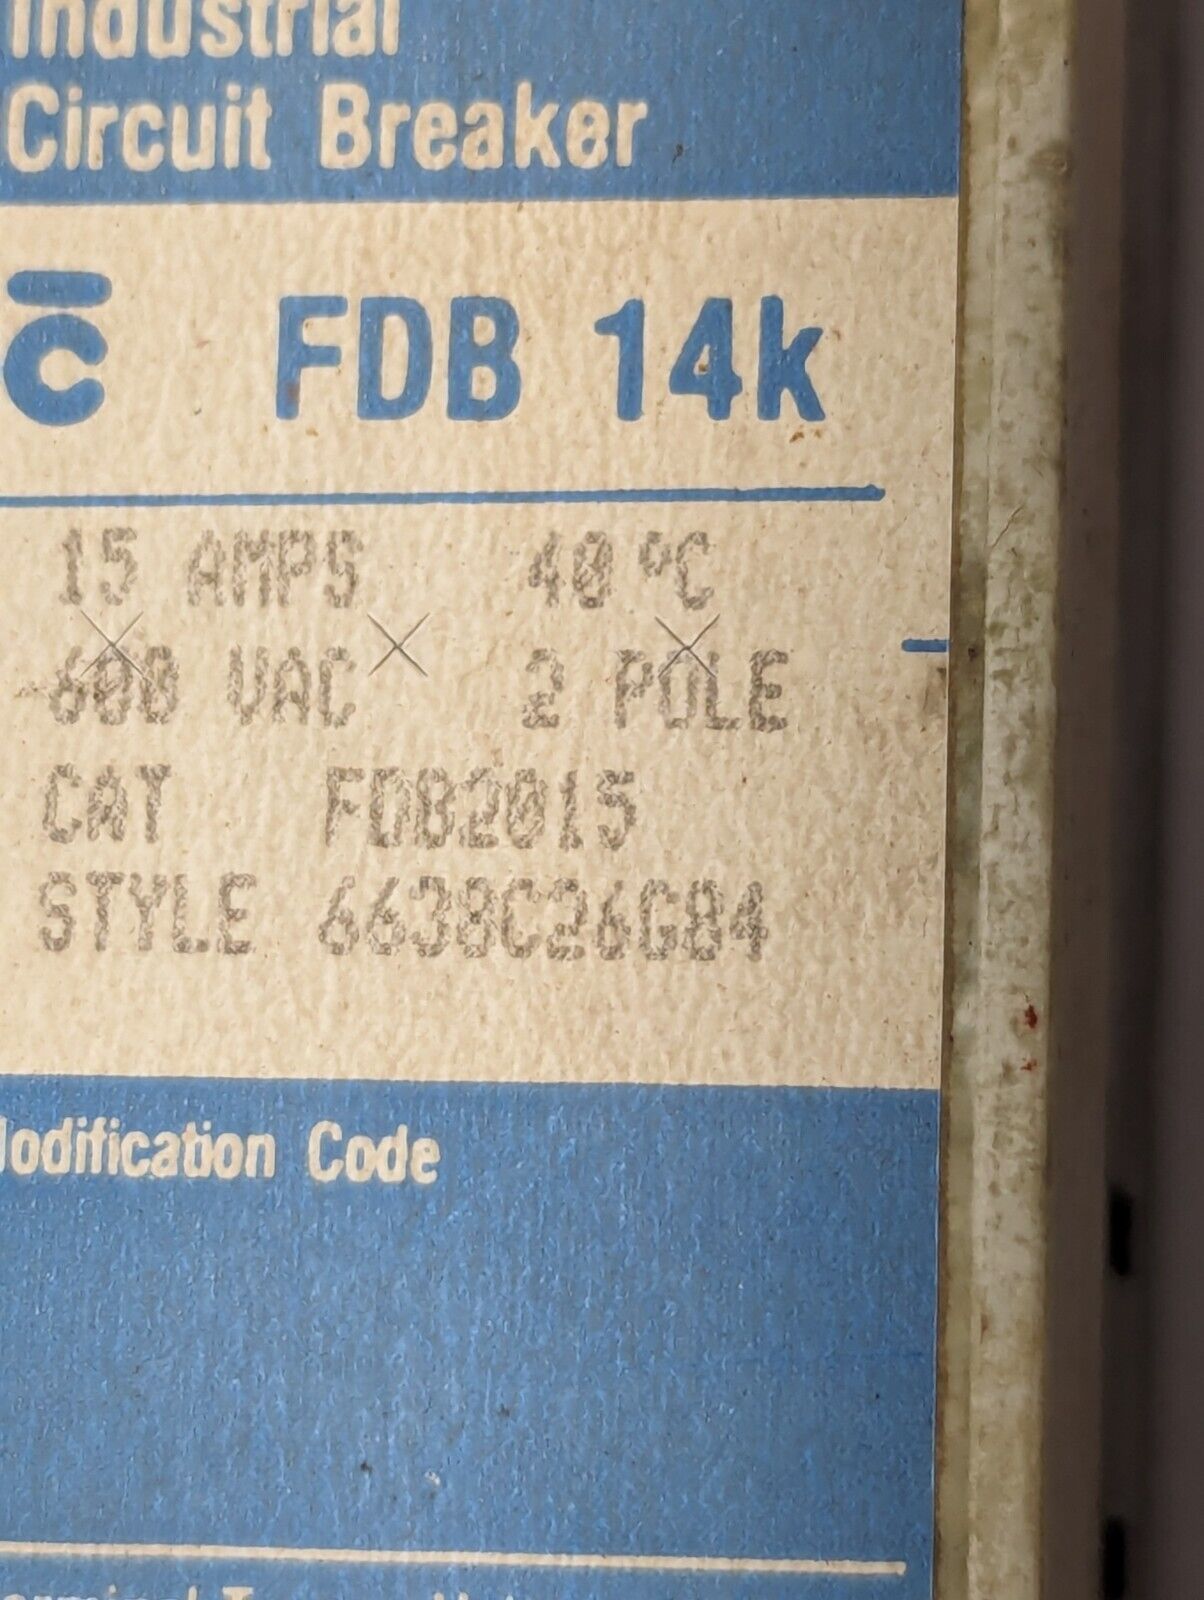 Industrial
Circuit Breaker
FDB 14k
15 AMPS 40 °C
600 VAC 2 POLE
CAT FDB2015
STYLE 6638C26G84
Modification Code